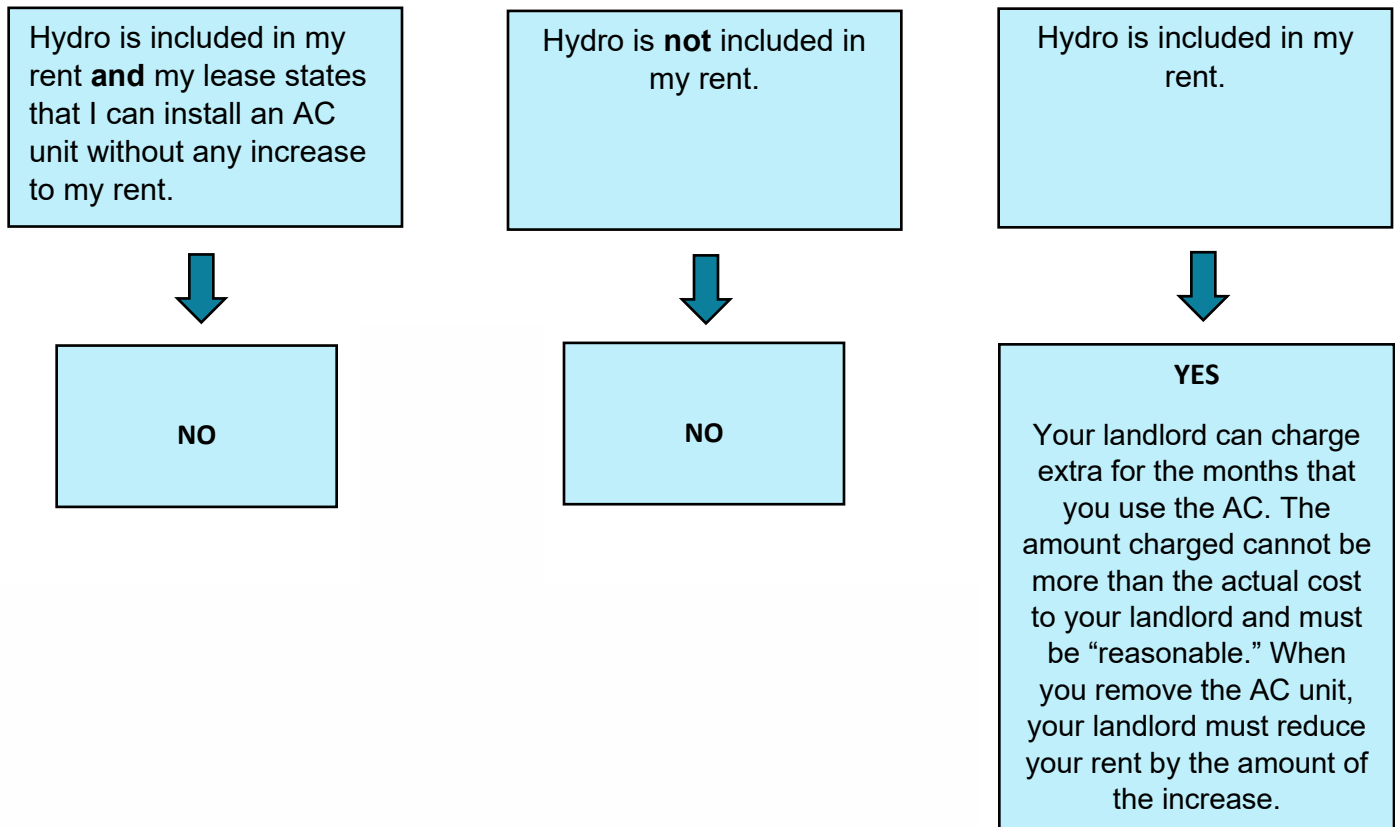 Hydro is included in my
rent and my lease states
that I can install an AC
unit without any increase
to my rent.
Hydro is not included in
my rent.
Hydro is included in my
rent.
NO
NO
YES
Your landlord can charge
extra for the months that
you use the AC. The
amount charged cannot be
more than the actual cost
to your landlord and must
be “reasonable.” When
you remove the AC unit,
your landlord must reduce
your rent by the amount of
the increase.